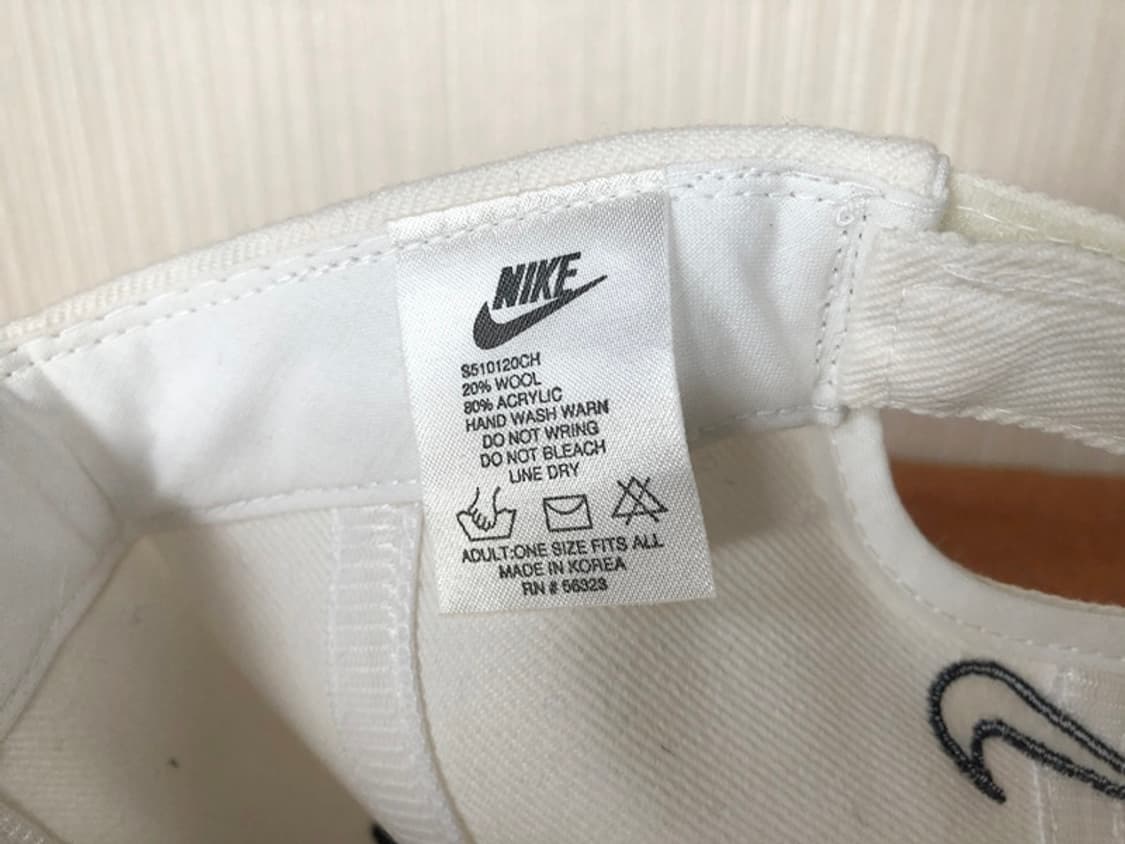 NIKE
S510120CH
20% WOOL
80% ACRYLIC
HAND WASH WARN
DO NOT WRING
DO NOT BLEACH
LINE DRY
ADULT:ONE SIZE FITS ALL
MADE IN KOREA
RN # 56323